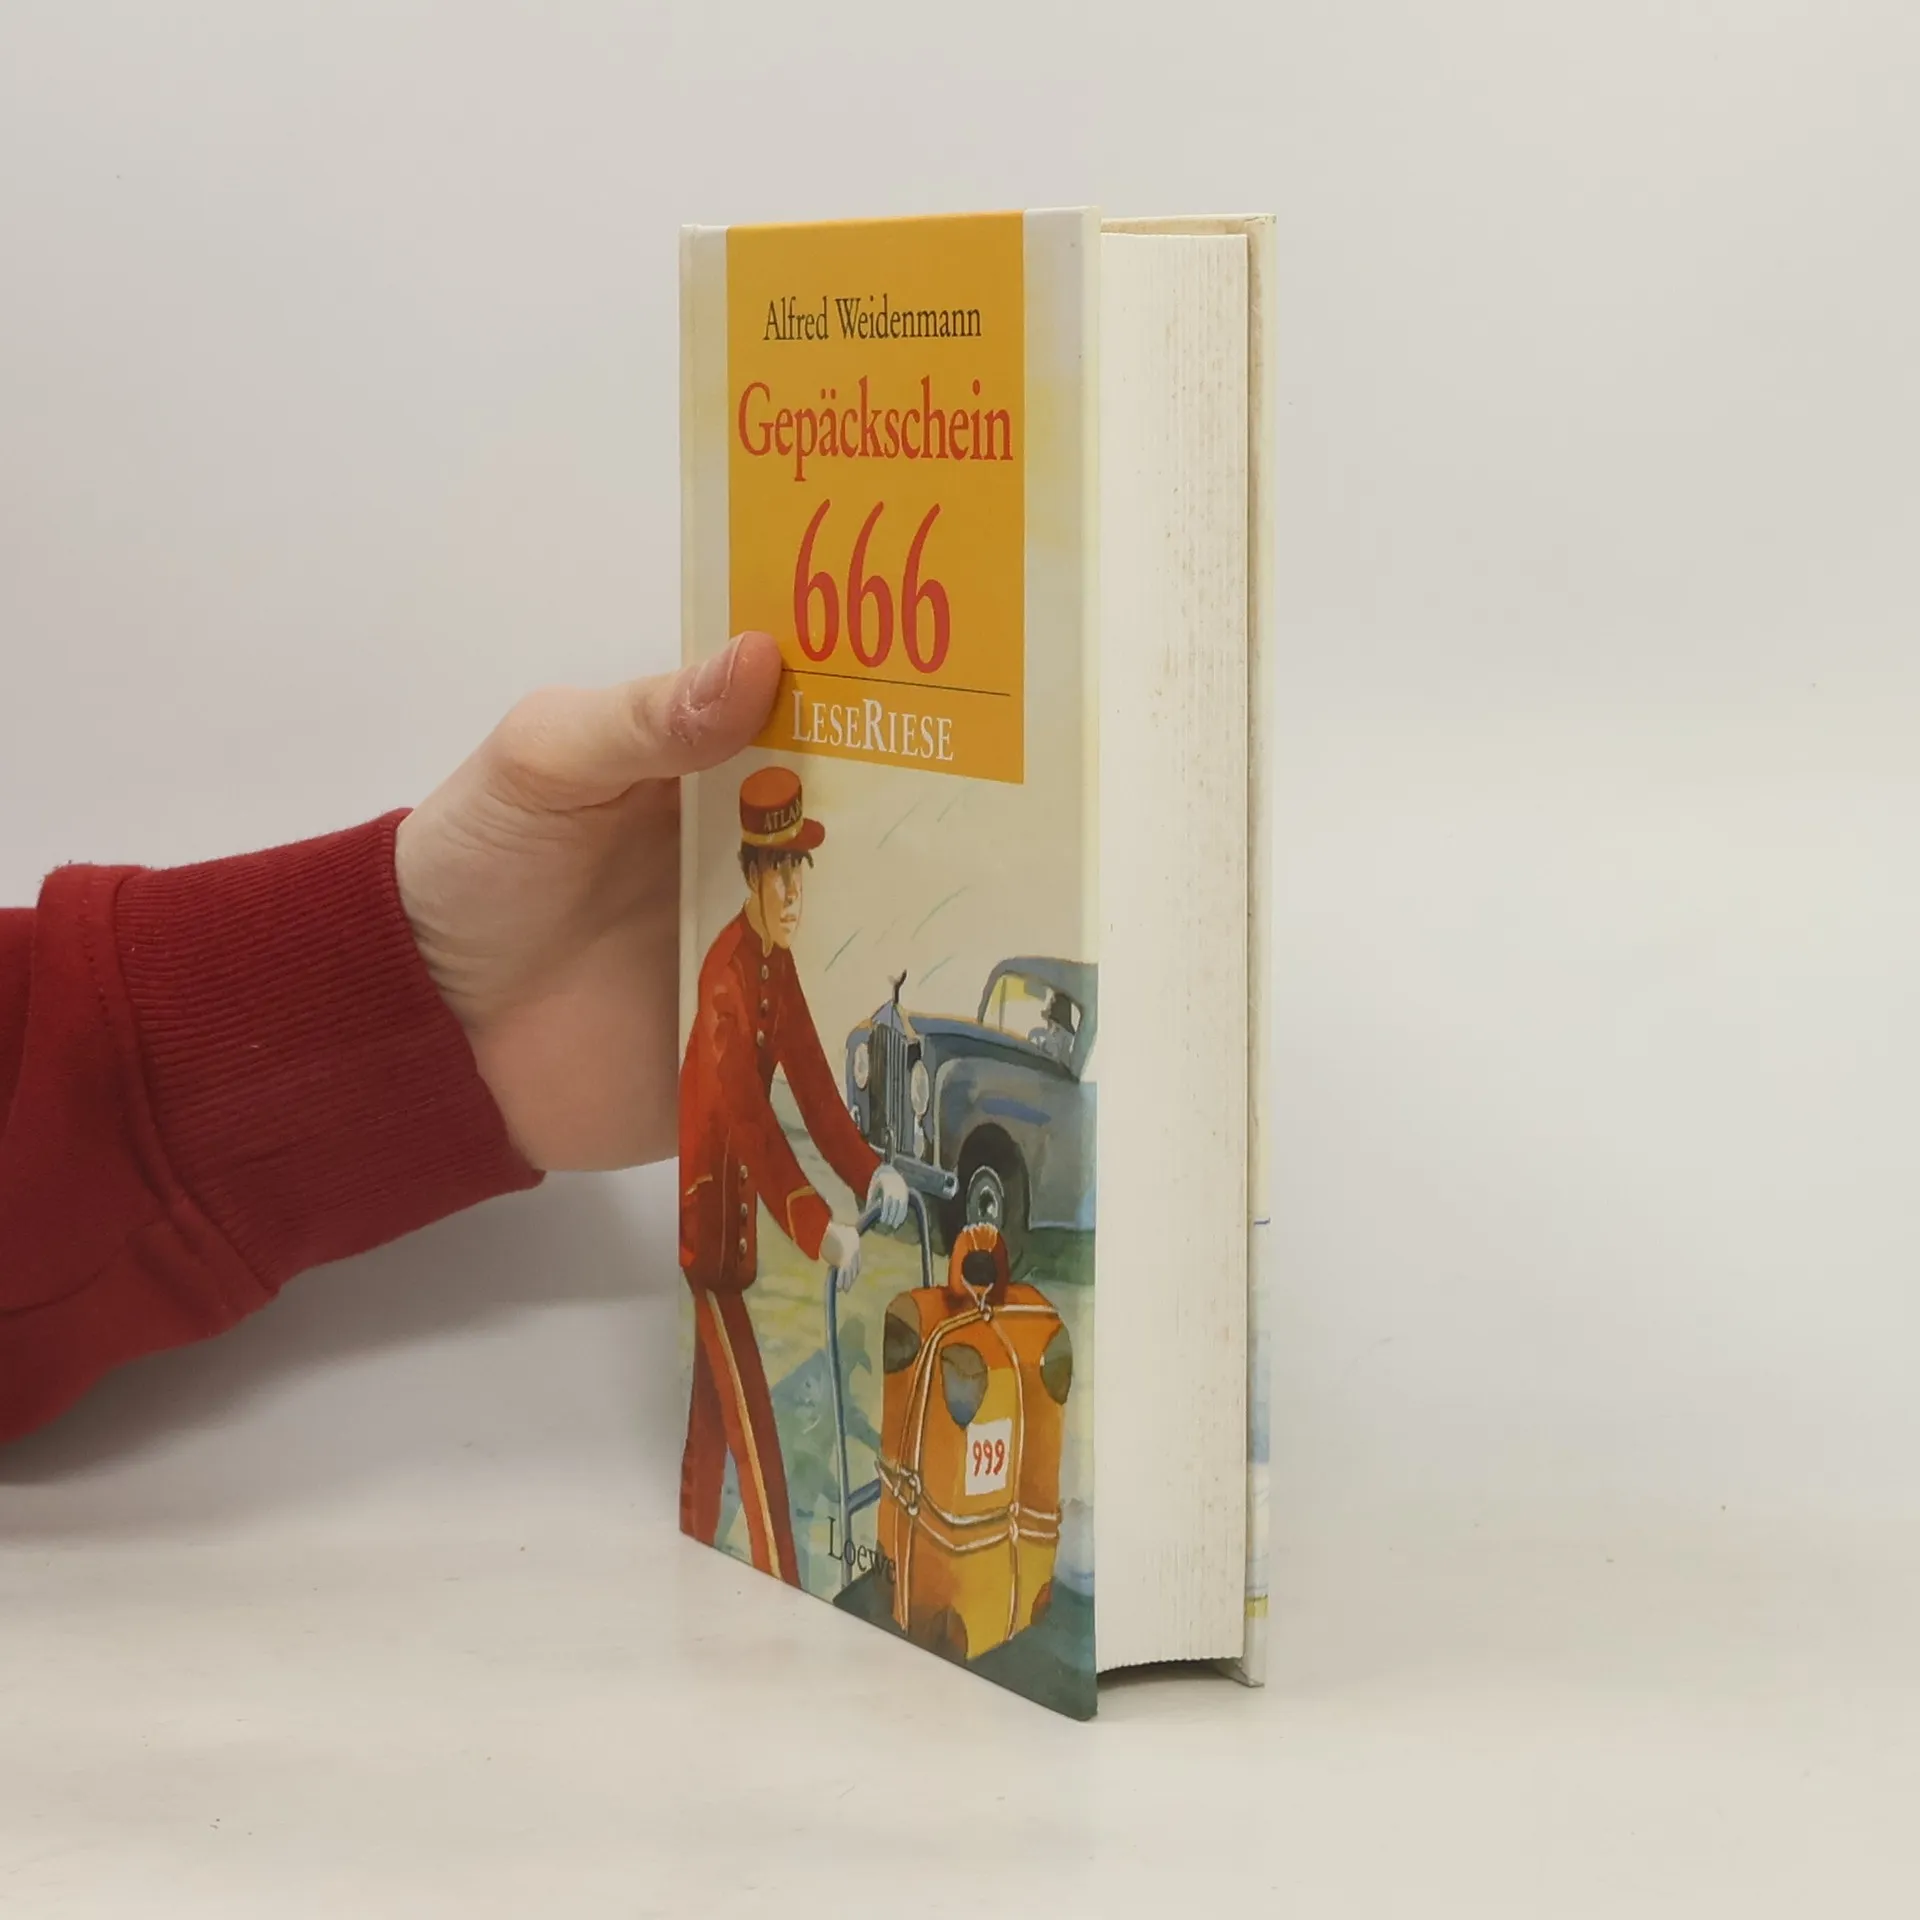 Alfred Weidenmann
Gepäckschein
666
LESERIESE
999
Loewe